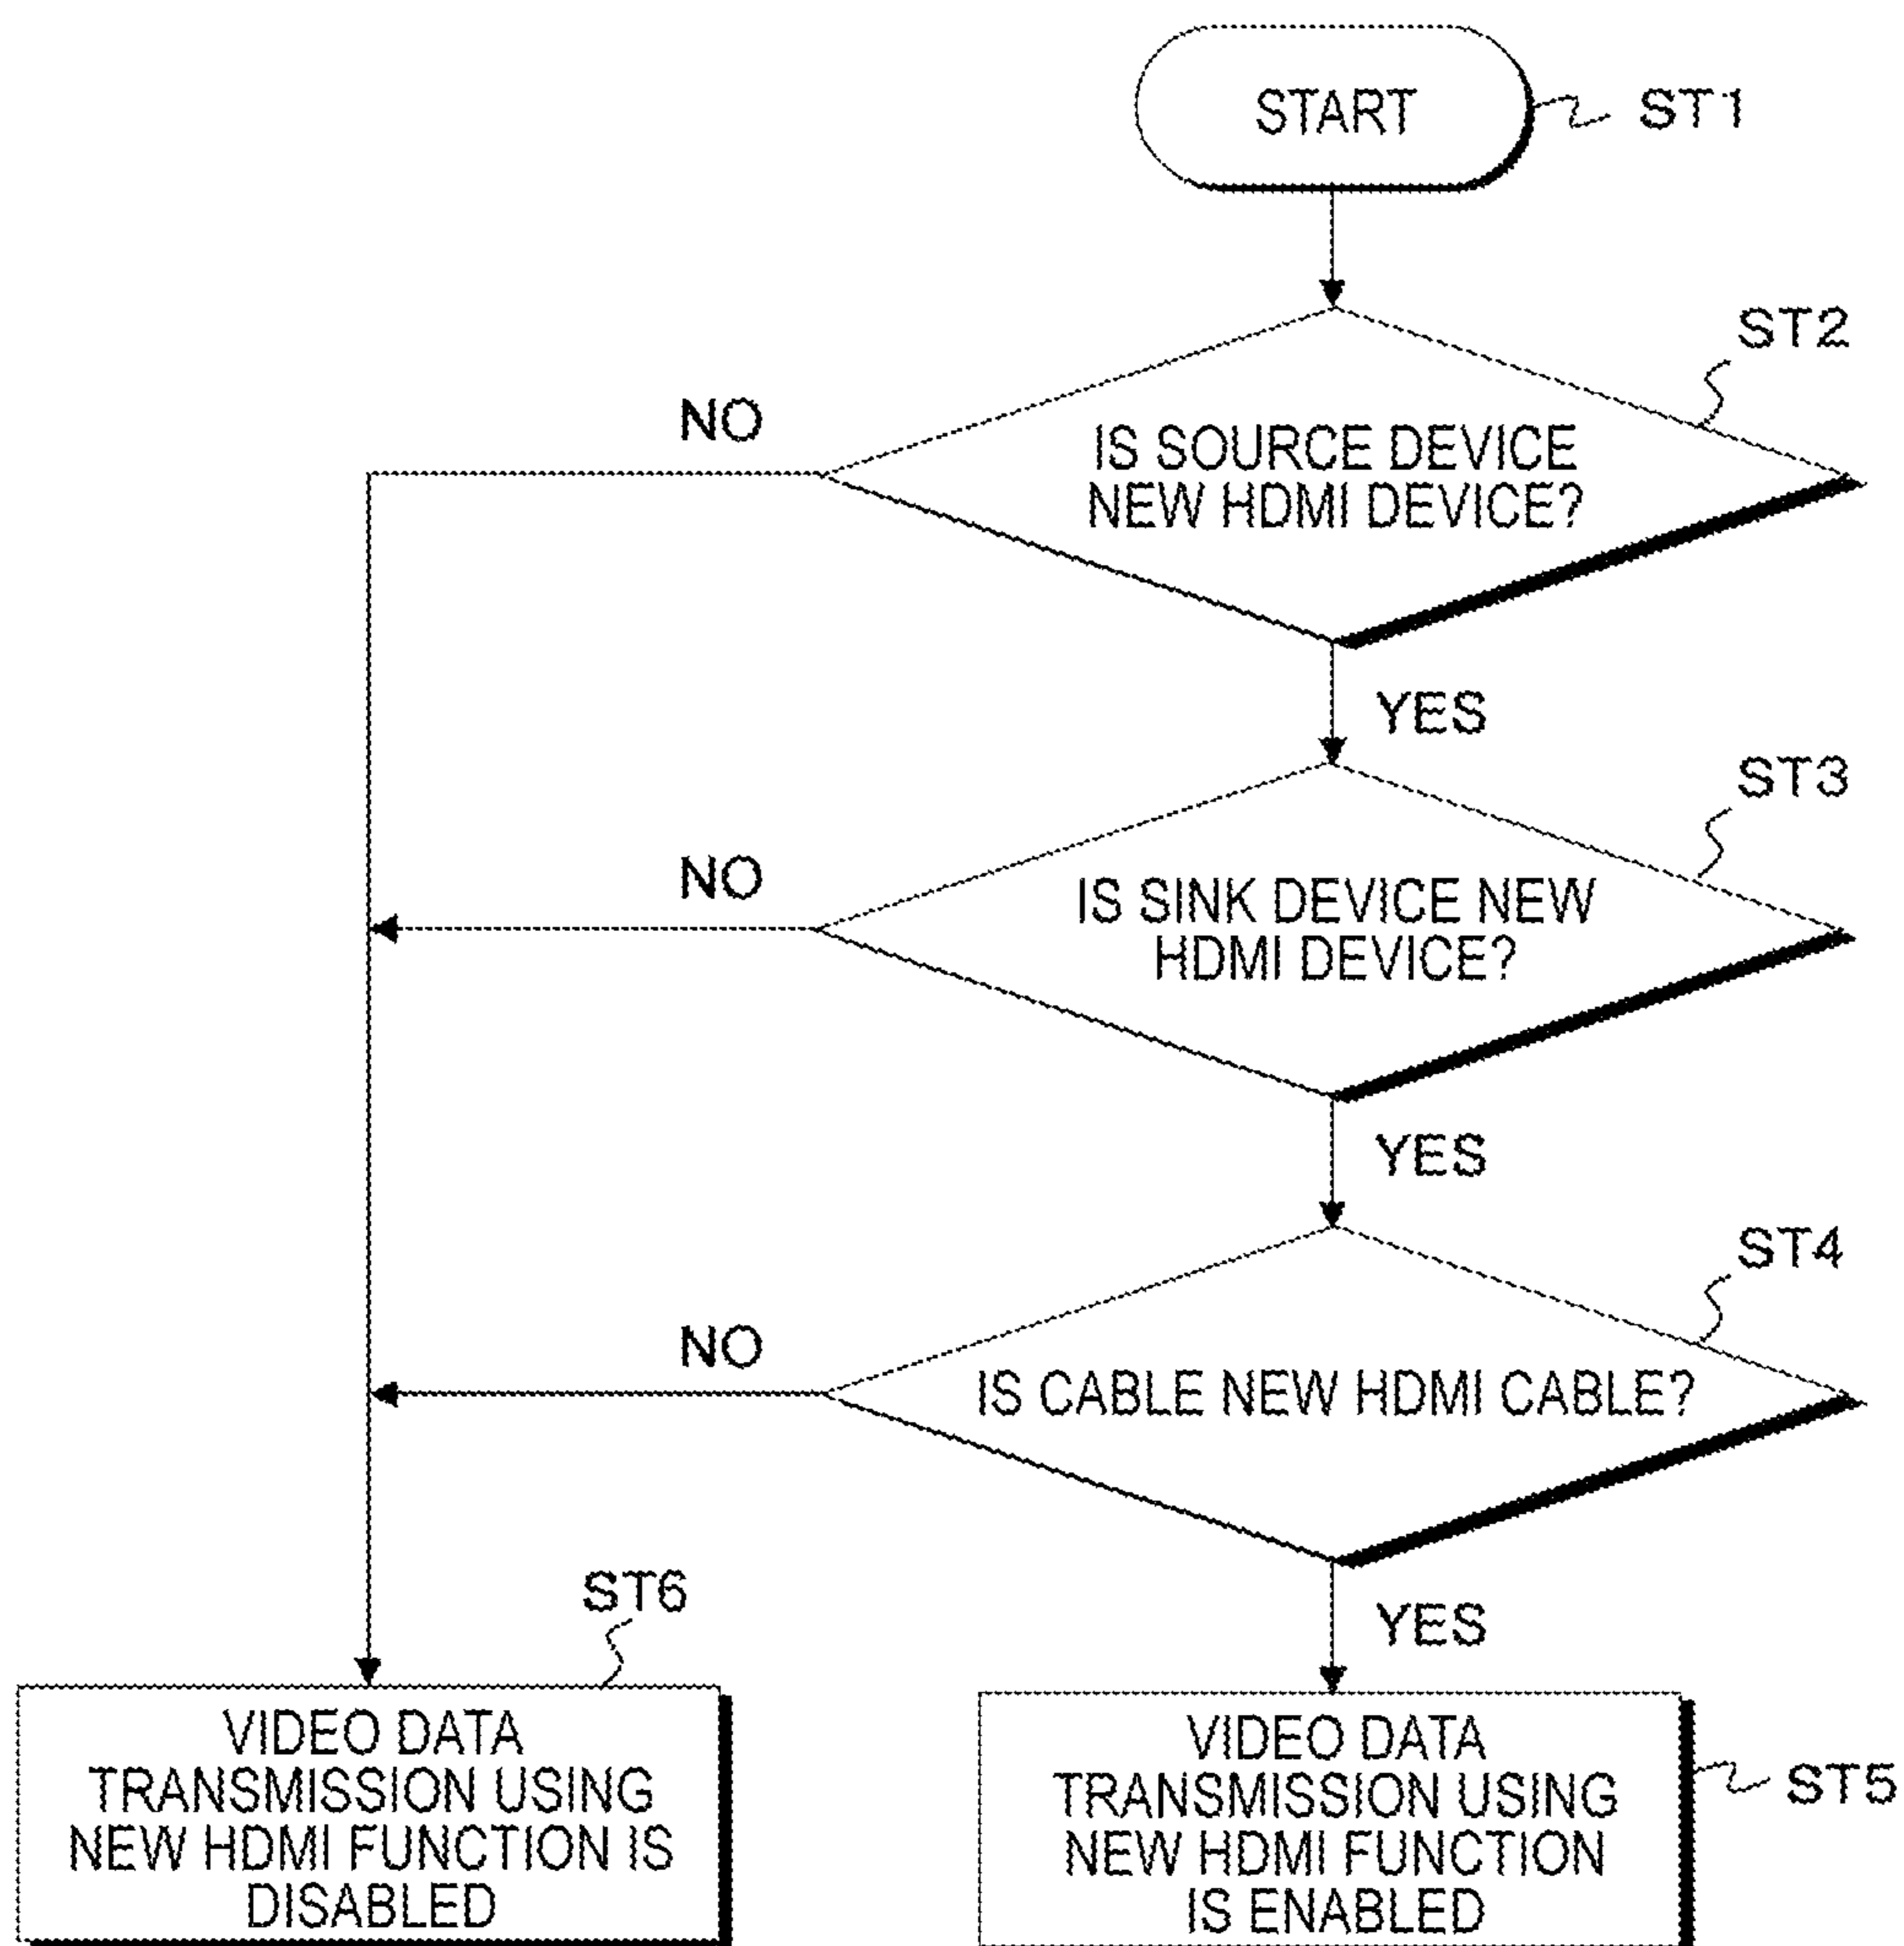 START
ST1
ST2
NO
IS SOURCE DEVICE
NEW HDMI DEVICE?
YES
ST3
NO
IS SINK DEVICE NEW
HDMI DEVICE?
YES
ST4
NO
IS CABLE NEW HDMI CABLE?
YES
ST6
VIDEO DATA
TRANSMISSION USING
NEW HDMI FUNCTION IS
DISABLED
VIDEO DATA
TRANSMISSION USING
NEW HDMI FUNCTION
IS ENABLED
ST5